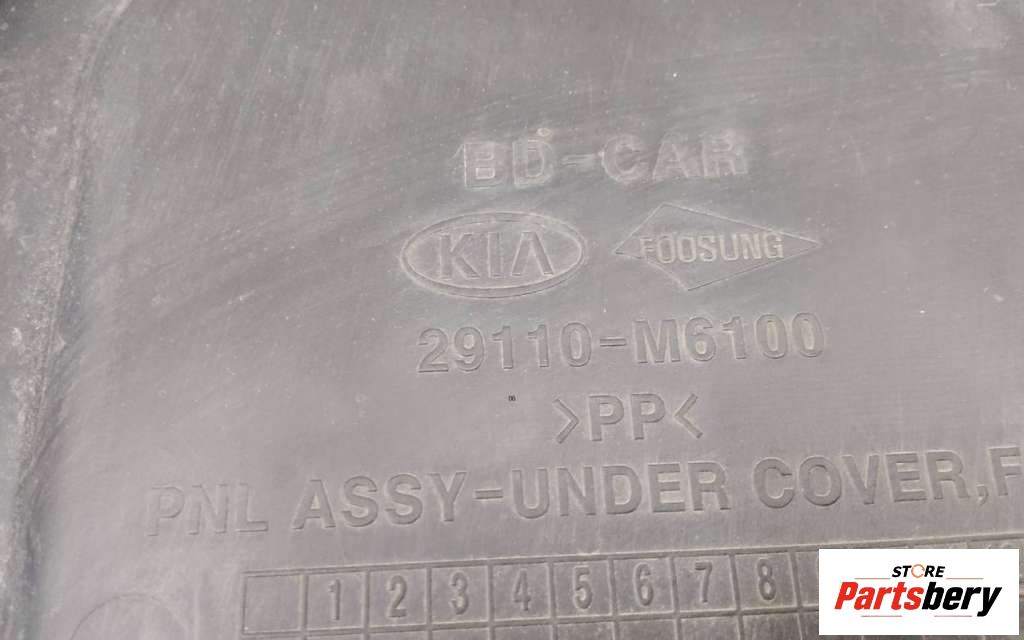 BD-CAR
KIA FOOSUNG
29110-M6100
>PP<
PNL ASSY-UNDER COVER,F
1 2 3 4 5 6 7 8
STORE
Partsbery